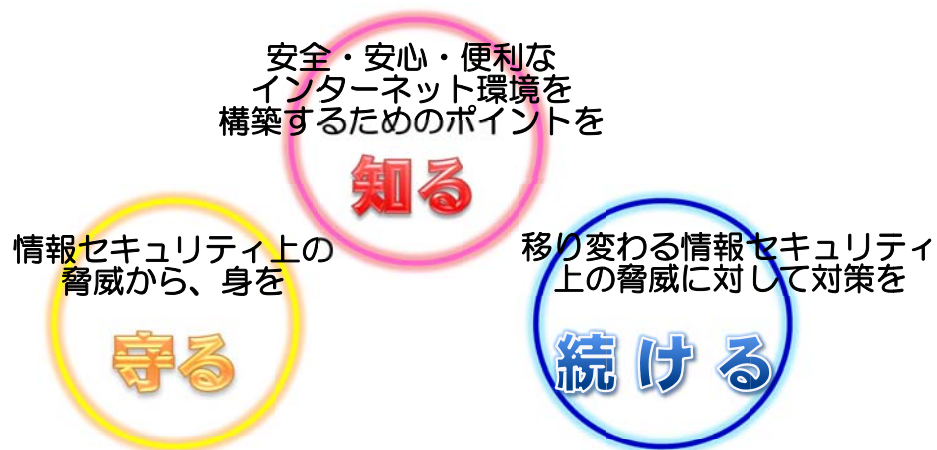 安全・安心・便利な
インターネット環境を
構築するためのポイントを
知る
情報セキュリティ上の
脅威から、身を
守る
移り変わる情報セキュリティ
上の脅威に対して対策を
続ける